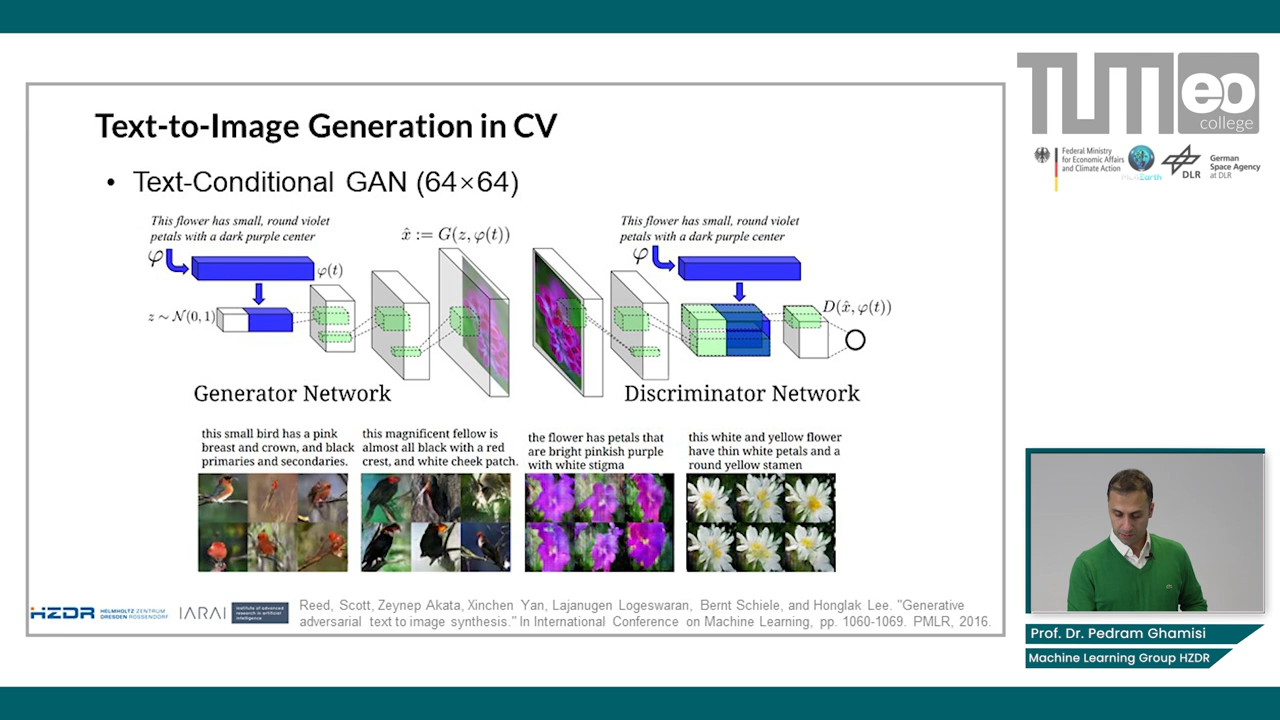 TUM eo
college
Federal Ministry
for Economic Affairs
and Climate Action
ML4Earth
DLR
German
Space Agency
at DLR
Text-to-Image Generation in CV
• Text-Conditional GAN (64×64)
This flower has small, round violet
petals with a dark purple center
φ
φ(t)
z ~ N(0,1)
x̂ := G(z, φ(t))
Generator Network
This flower has small, round violet
petals with a dark purple center
φ
D(x̂, φ(t))
Discriminator Network
this small bird has a pink
breast and crown, and black
primaries and secondaries.
this magnificent fellow is
almost all black with a red
crest, and white cheek patch.
the flower has petals that
are bright pinkish purple
with white stigma
this white and yellow flower
have thin white petals and a
round yellow stamen
HZDR HELMHOLTZ ZENTRUM
DRESDEN ROSSENDORF
IARAI institute of advanced
research in artificial
intelligence
Reed, Scott, Zeynep Akata, Xinchen Yan, Lajanugen Logeswaran, Bernt Schiele, and Honglak Lee. "Generative
adversarial text to image synthesis." In International Conference on Machine Learning, pp. 1060-1069. PMLR, 2016.
Prof. Dr. Pedram Ghamisi
Machine Learning Group HZDR